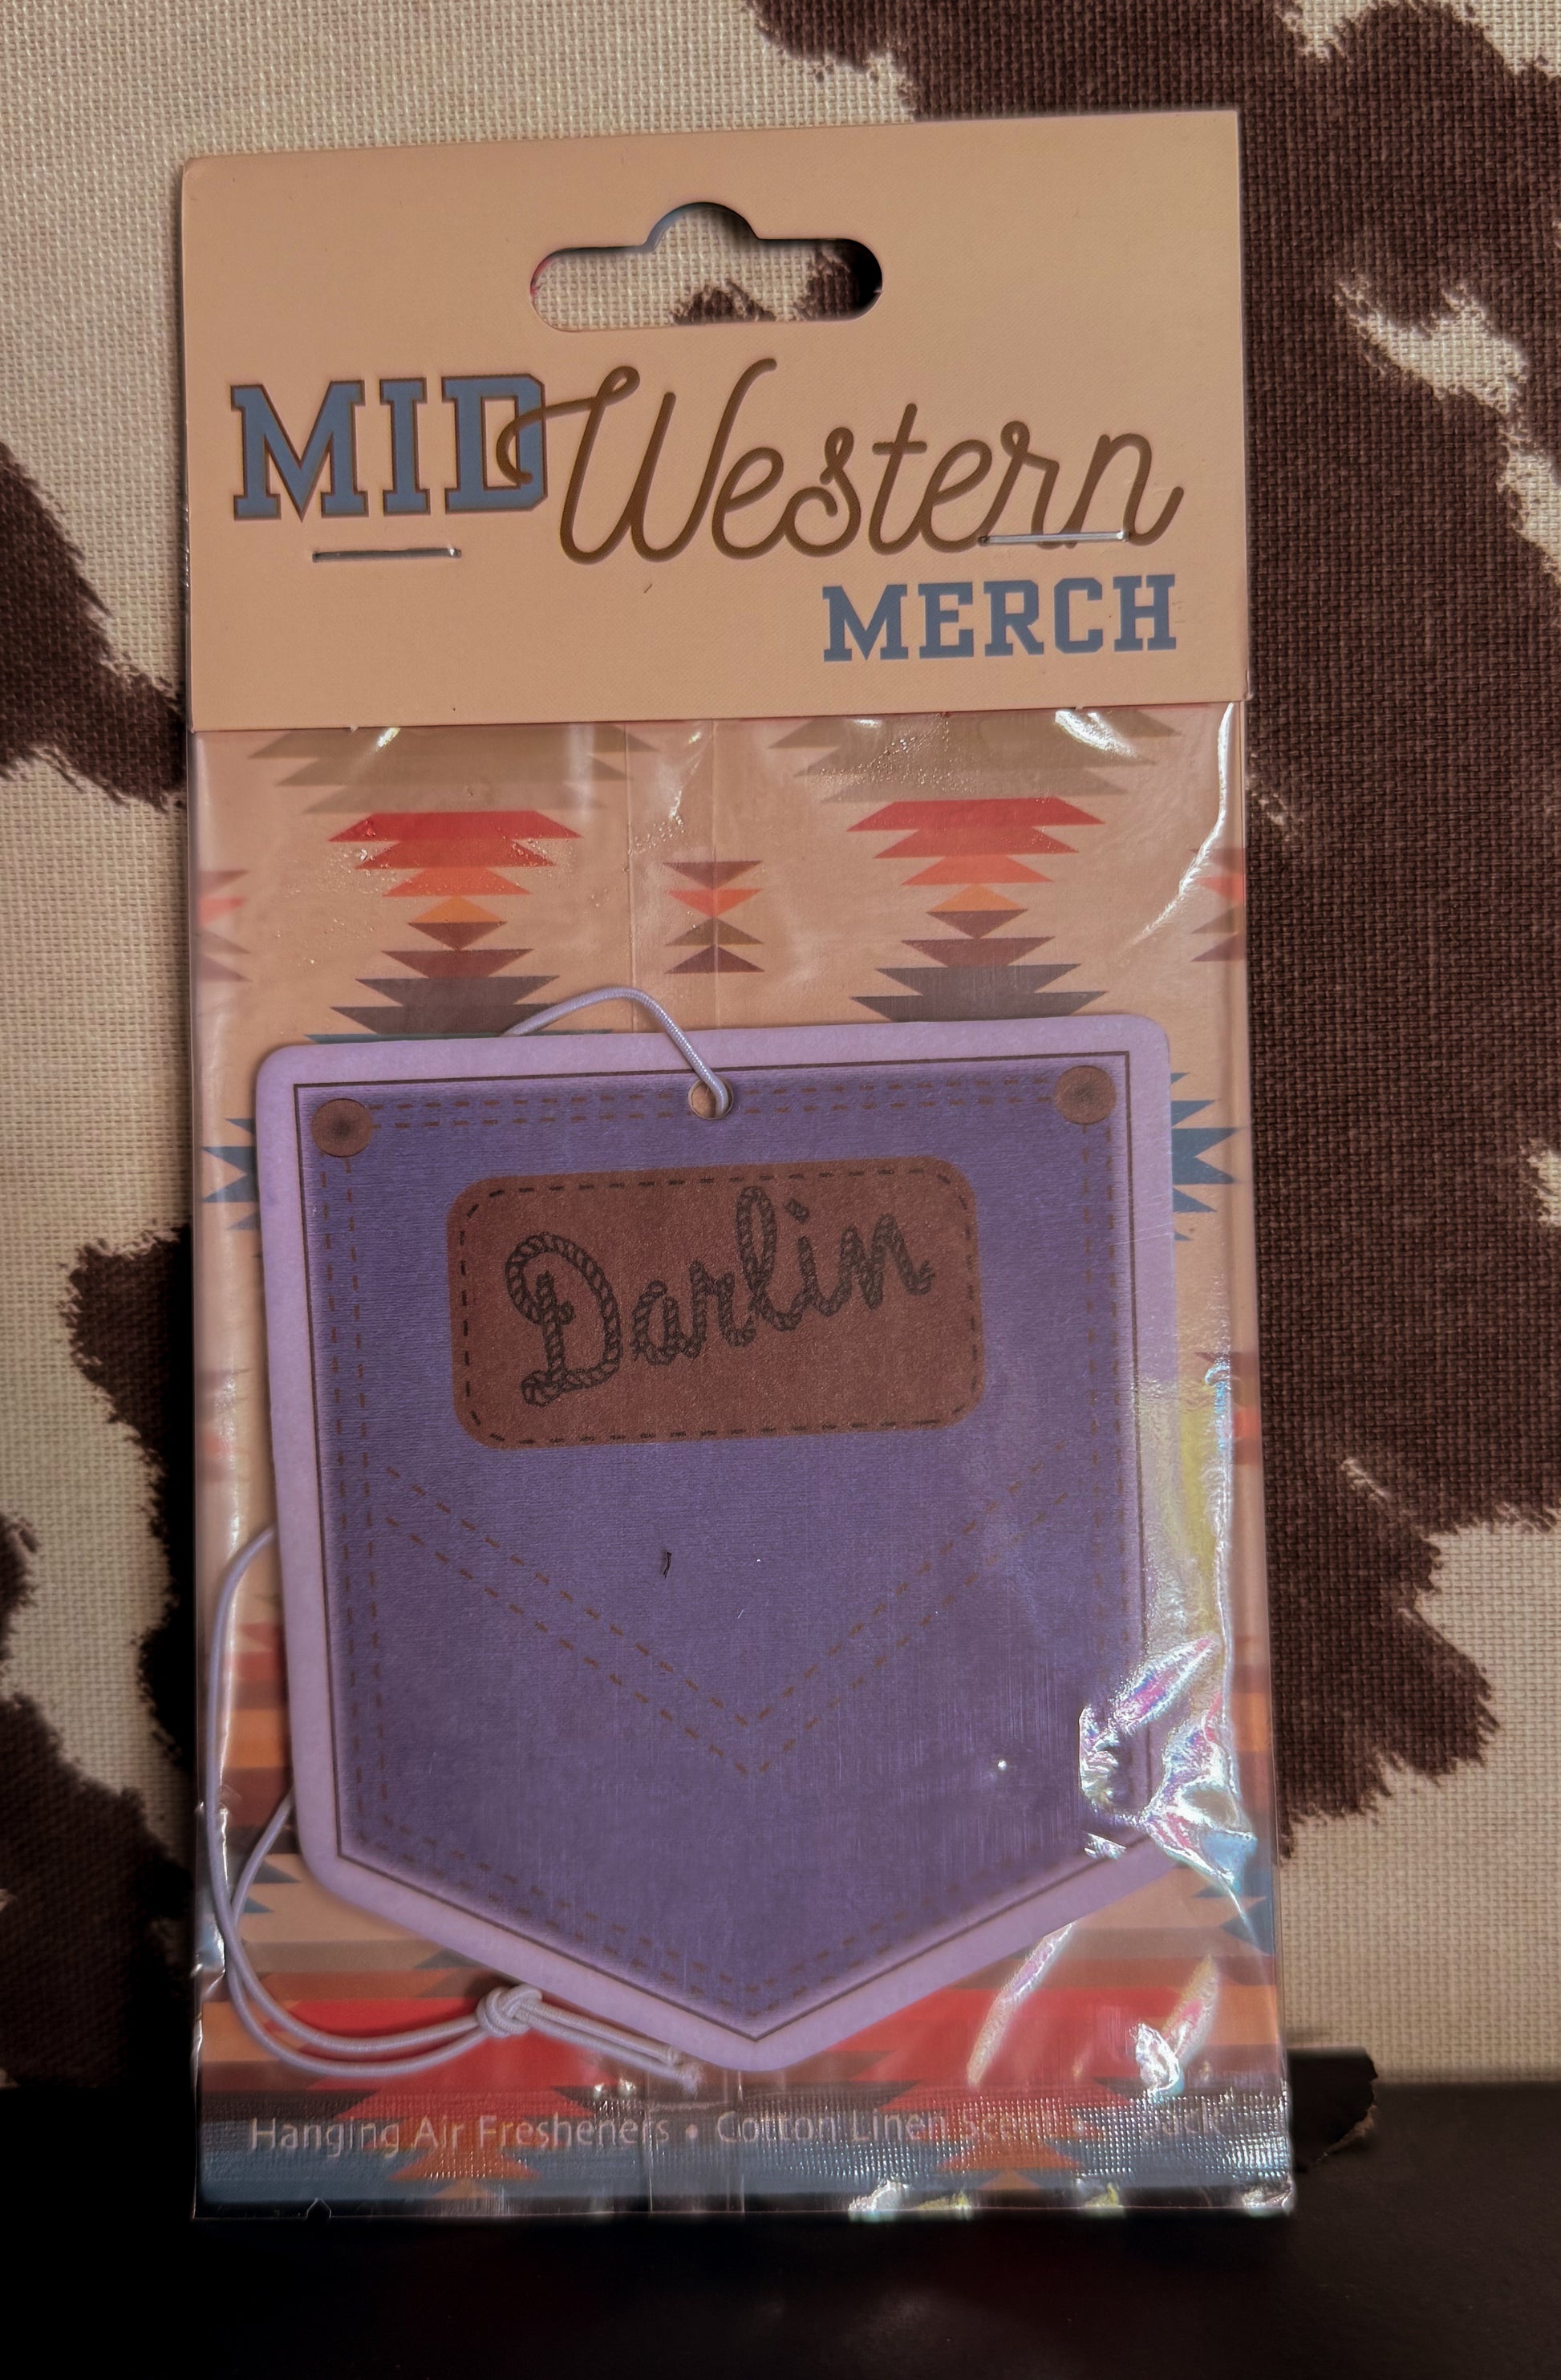 MID Western
MERCH
Darlin
Hanging Air Fresheners • Cotton Linen Scent •